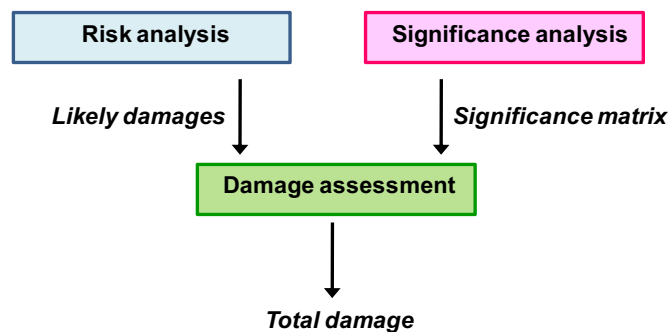 Risk analysis
Significance analysis
Likely damages
Significance matrix
Damage assessment
Total damage